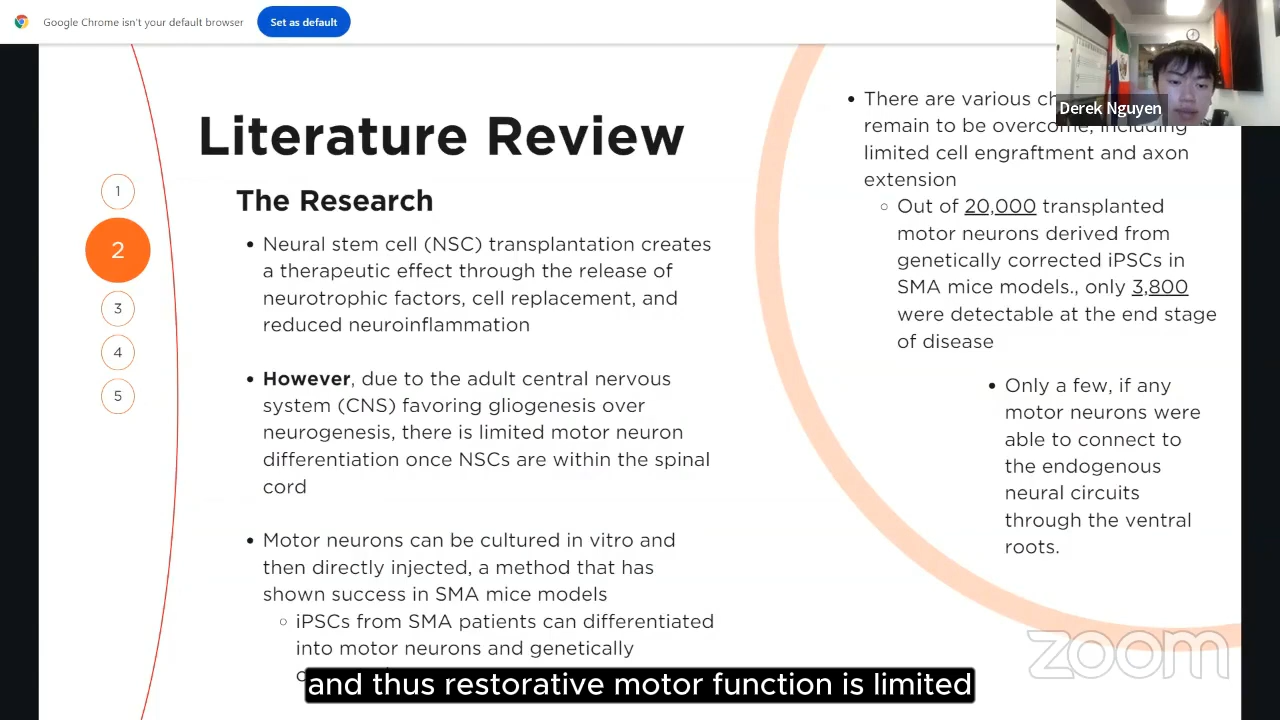 Google Chrome isn't your default browser
Set as default
Derek Nguyen
Literature Review
1
2
3
4
5
The Research
• Neural stem cell (NSC) transplantation creates
a therapeutic effect through the release of
neurotrophic factors, cell replacement, and
reduced neuroinflammation
• However, due to the adult central nervous
system (CNS) favoring gliogenesis over
neurogenesis, there is limited motor neuron
differentiation once NSCs are within the spinal
cord
• Motor neurons can be cultured in vitro and
then directly injected, a method that has
shown success in SMA mice models
◦ iPSCs from SMA patients can differentiated
into motor neurons and genetically
• There are various
remain to be overcome, including
limited cell engraftment and axon
extension
◦ Out of 20,000 transplanted
motor neurons derived from
genetically corrected iPSCs in
SMA mice models., only 3,800
were detectable at the end stage
of disease
• Only a few, if any
motor neurons were
able to connect to
the endogenous
neural circuits
through the ventral
roots.
zoom
and thus restorative motor function is limited